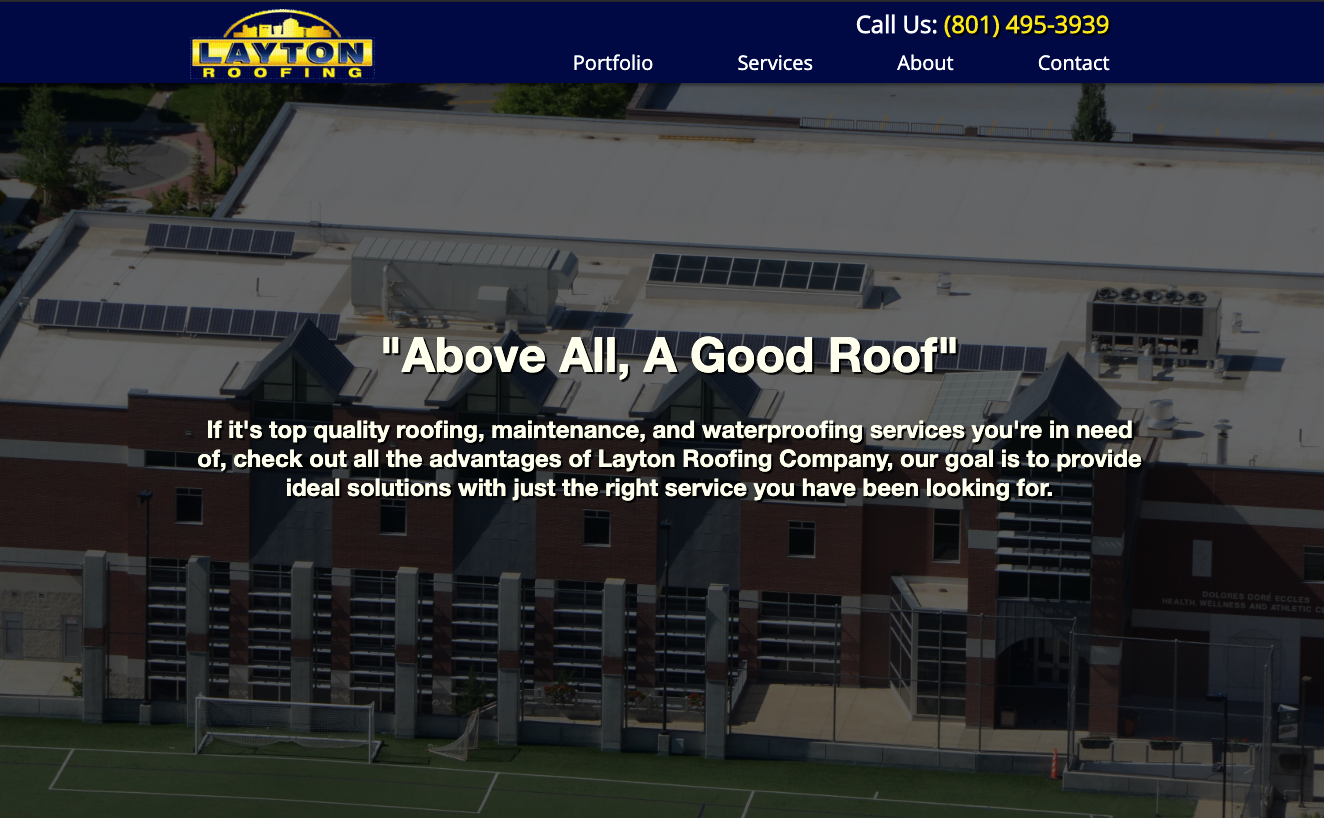 LAYTON
ROOFING
Call Us: (801) 495-3939
Portfolio Services About Contact
"Above All, A Good Roof"
If it's top quality roofing, maintenance, and waterproofing services you're in need
of, check out all the advantages of Layton Roofing Company, our goal is to provide
ideal solutions with just the right service you have been looking for.
DOLORES DORÉ ECCLES
HEALTH, WELLNESS AND ATHLETIC